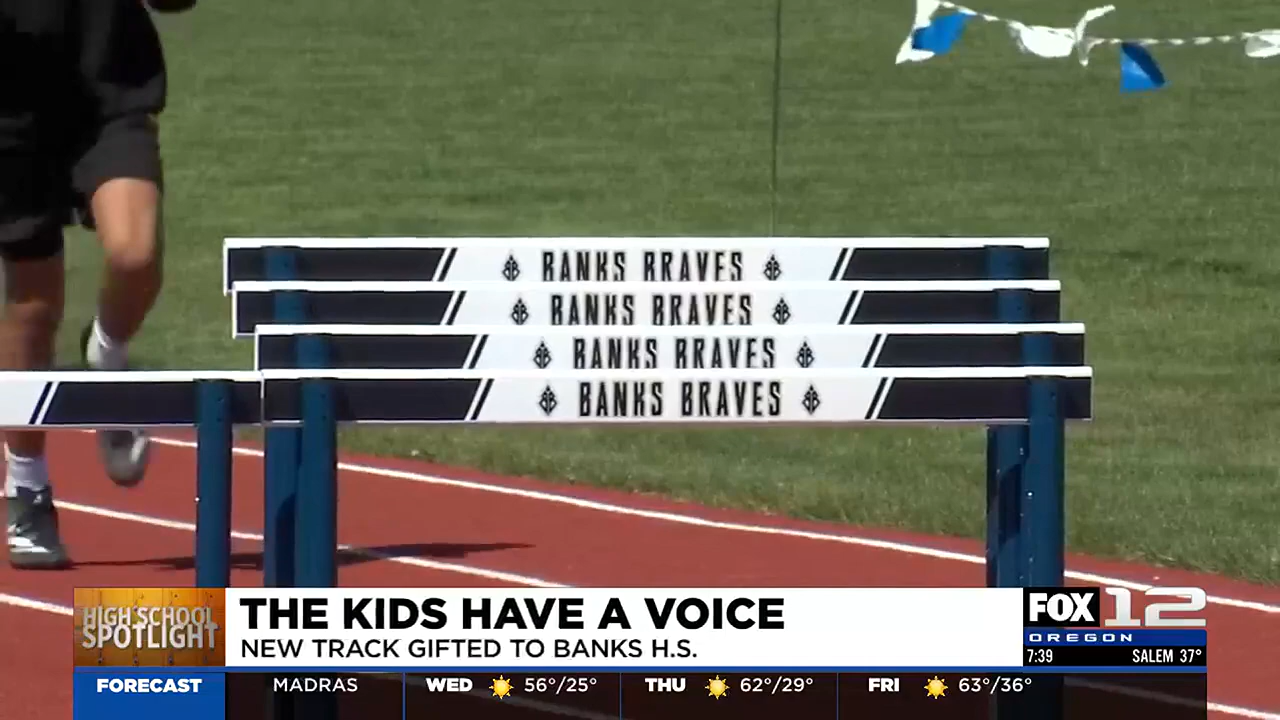 BANKS BRAVES
BANKS BRAVES
BANKS BRAVES
BANKS BRAVES
HIGH SCHOOL
SPOTLIGHT
THE KIDS HAVE A VOICE
NEW TRACK GIFTED TO BANKS H.S.
FOX 12
OREGON
7:39 SALEM 37°
FORECAST MADRAS WED 56°/25° THU 62°/29° FRI 63°/36°